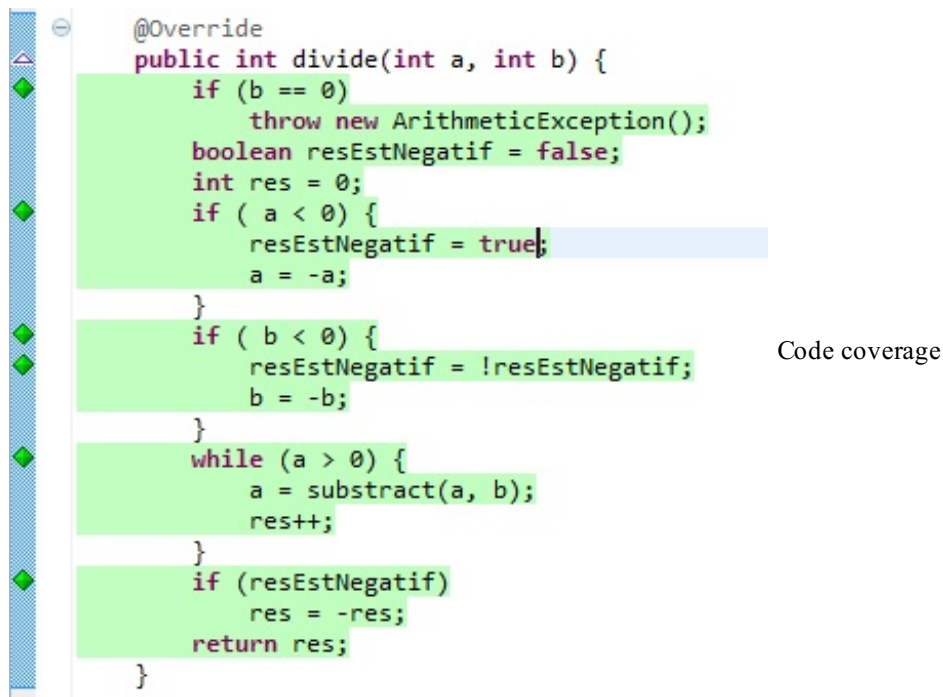 @Override
public int divide(int a, int b) {
if (b == 0)
throw new ArithmeticException();
boolean resEstNegatif = false;
int res = 0;
if ( a < 0) {
resEstNegatif = true;
a = -a;
}
if ( b < 0) {
resEstNegatif = !resEstNegatif;
b = -b;
}
while (a > 0) {
a = substract(a, b);
res++;
}
if (resEstNegatif)
res = -res;
return res;
}
Code coverage